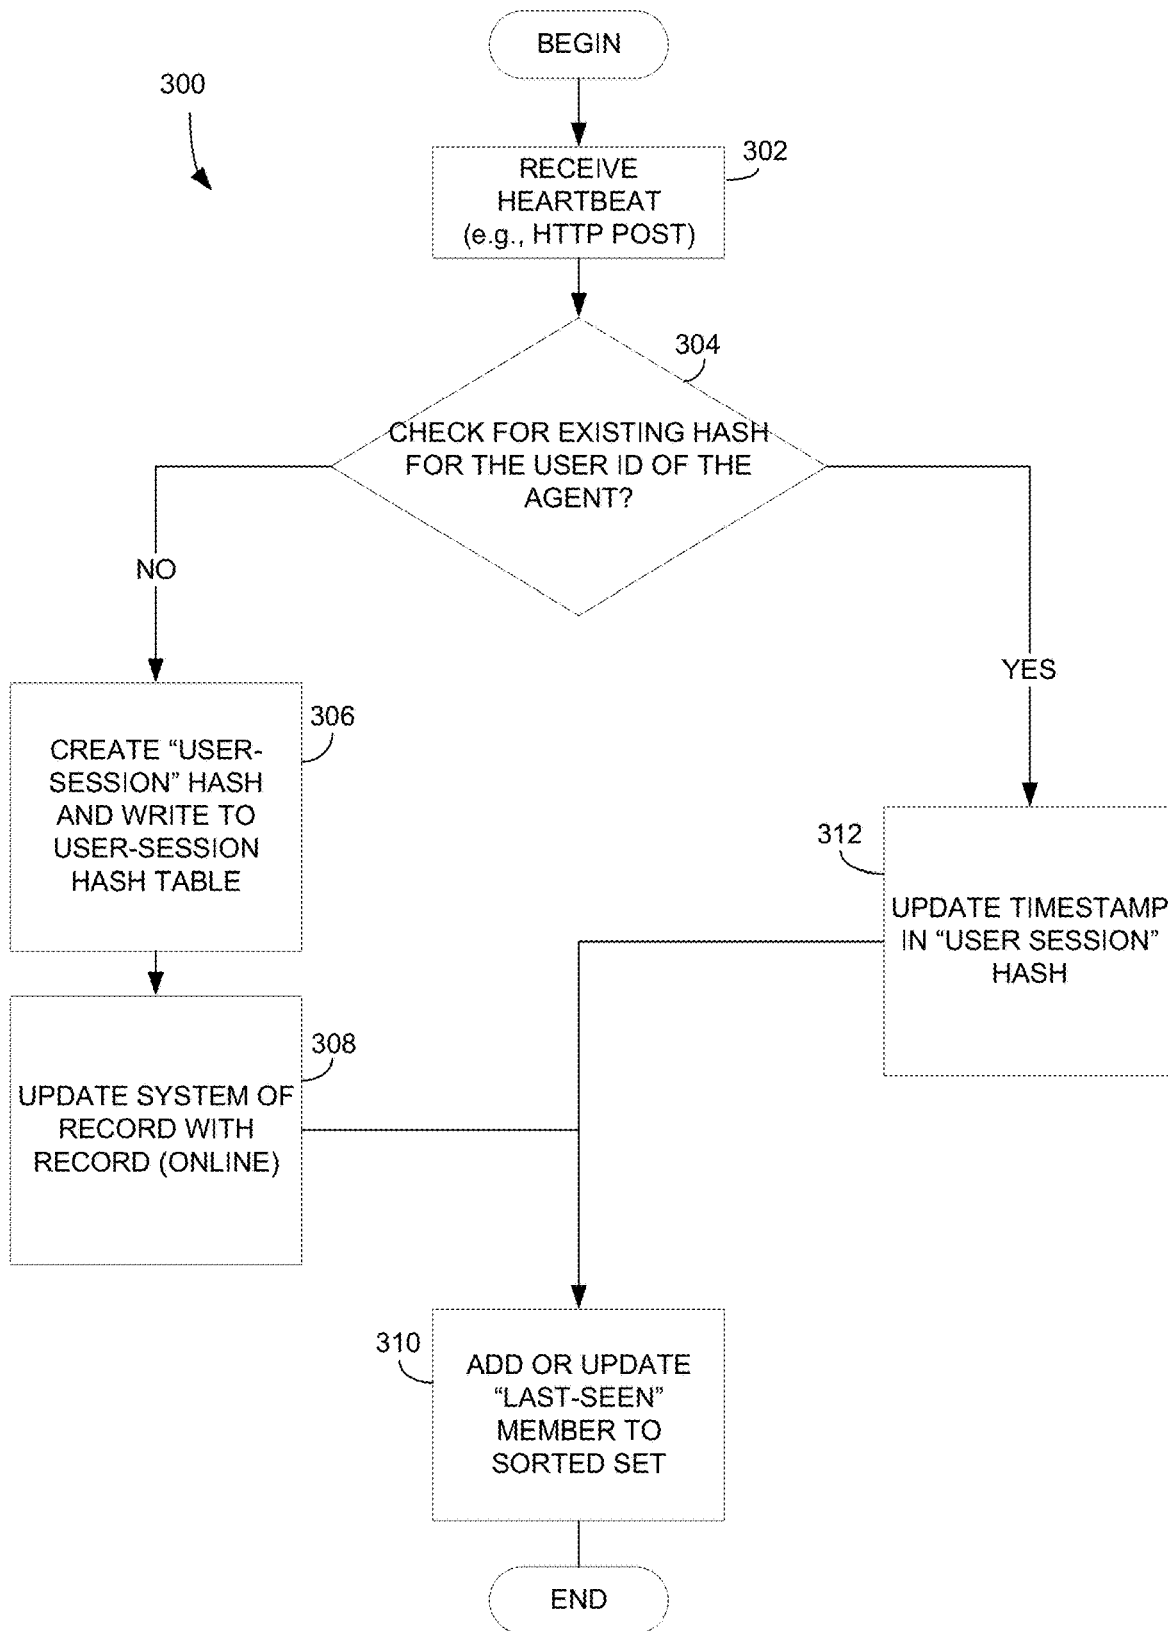 BEGIN
300
302
RECEIVE
HEARTBEAT
(e.g., HTTP POST)
304
CHECK FOR EXISTING HASH
FOR THE USER ID OF THE
AGENT?
NO
YES
306
CREATE “USER-
SESSION” HASH
AND WRITE TO
USER-SESSION
HASH TABLE
312
UPDATE TIMESTAMP
IN “USER SESSION”
HASH
308
UPDATE SYSTEM OF
RECORD WITH
RECORD (ONLINE)
310
ADD OR UPDATE
“LAST-SEEN”
MEMBER TO
SORTED SET
END